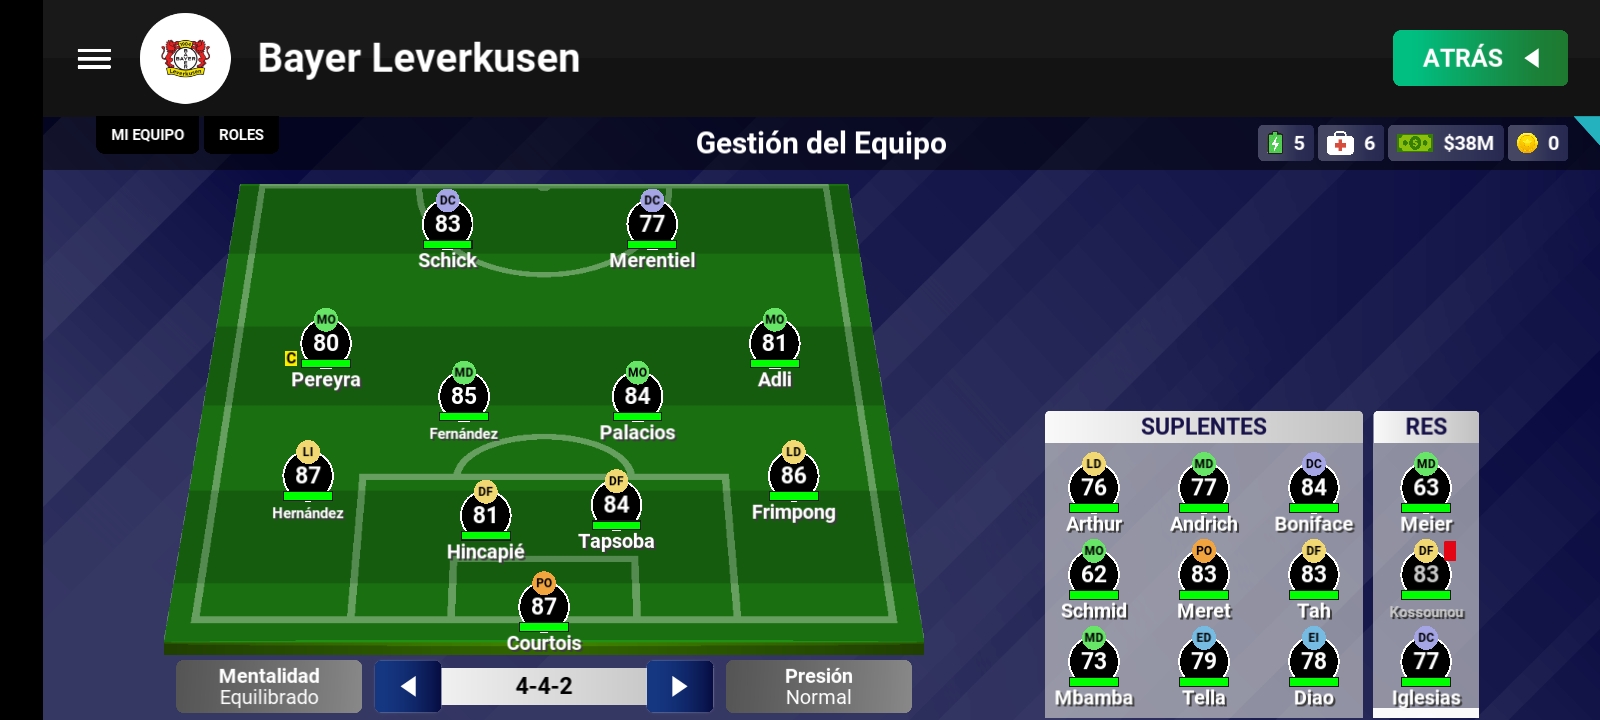 Bayer Leverkusen
ATRÁS
MI EQUIPO
ROLES
Gestión del Equipo
5
6
$38M
0
DC
83
Schick
DC
77
Merentiel
MO
80
C
Pereyra
MO
81
Adli
MD
85
Fernández
MO
84
Palacios
LI
87
Hernández
DF
81
Hincapié
DF
84
Tapsoba
LD
86
Frimpong
PO
87
Courtois
Mentalidad
Equilibrado
4-4-2
Presión
Normal
SUPLENTES
LD
76
Arthur
MD
77
Andrich
DC
84
Boniface
MO
62
Schmid
PO
83
Meret
DF
83
Tah
MD
73
Mbamba
ED
79
Tella
EI
78
Diao
RES
MD
63
Meier
DF
83
Kossounou
DC
77
Iglesias